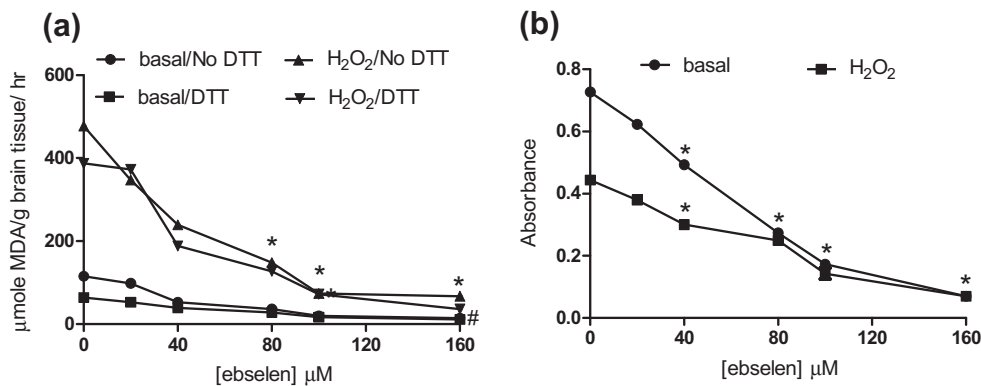 (a)
basal/No DTT
H₂O₂/No DTT
basal/DTT
H₂O₂/DTT
600
400
200
0
*
*
*
*
#
0
40
80
120
160
[ebselen] μM
μmole MDA/g brain tissue/ hr
(b)
basal
H₂O₂
0.8
0.6
0.4
0.2
0.0
*
*
*
*
*
0
40
80
120
160
[ebselen] μM
Absorbance